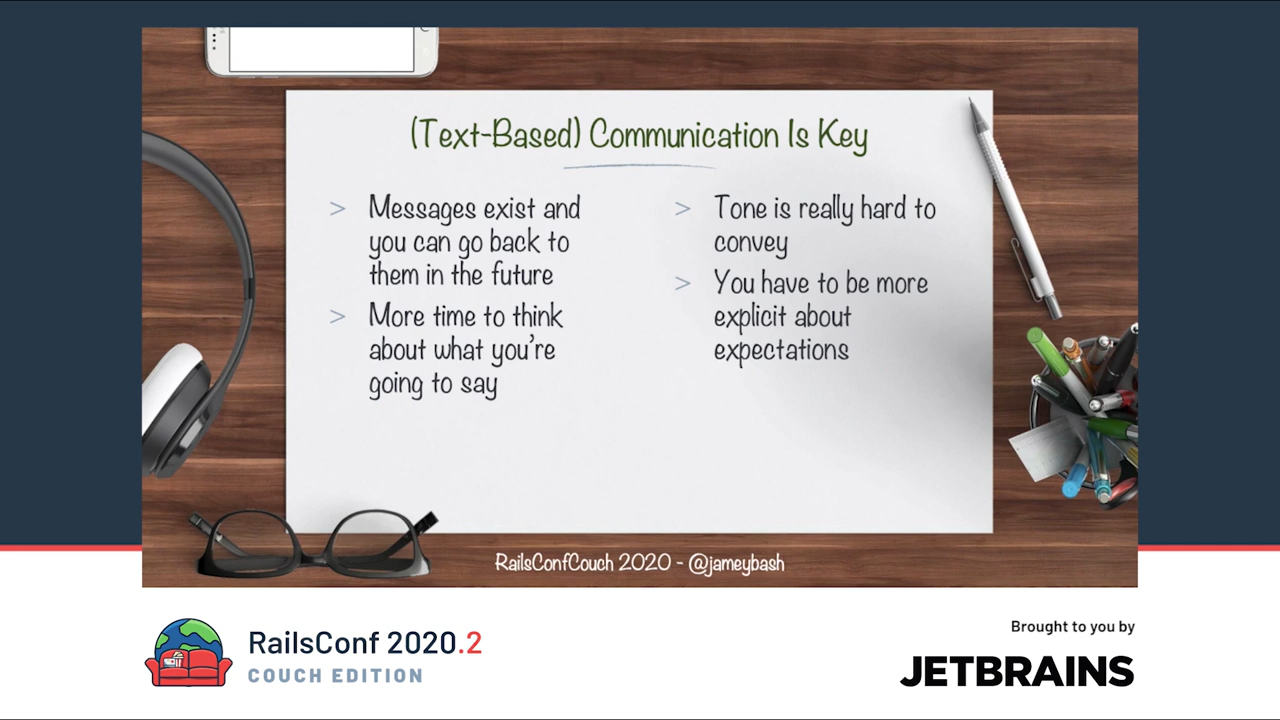 (Text-Based) Communication Is Key
> Messages exist and
you can go back to
them in the future
> More time to think
about what you're
going to say
> Tone is really hard to
convey
> You have to be more
explicit about
expectations
RailsConfCouch 2020 - @jameybash
RailsConf 2020.2
COUCH EDITION
Brought to you by
JETBRAINS